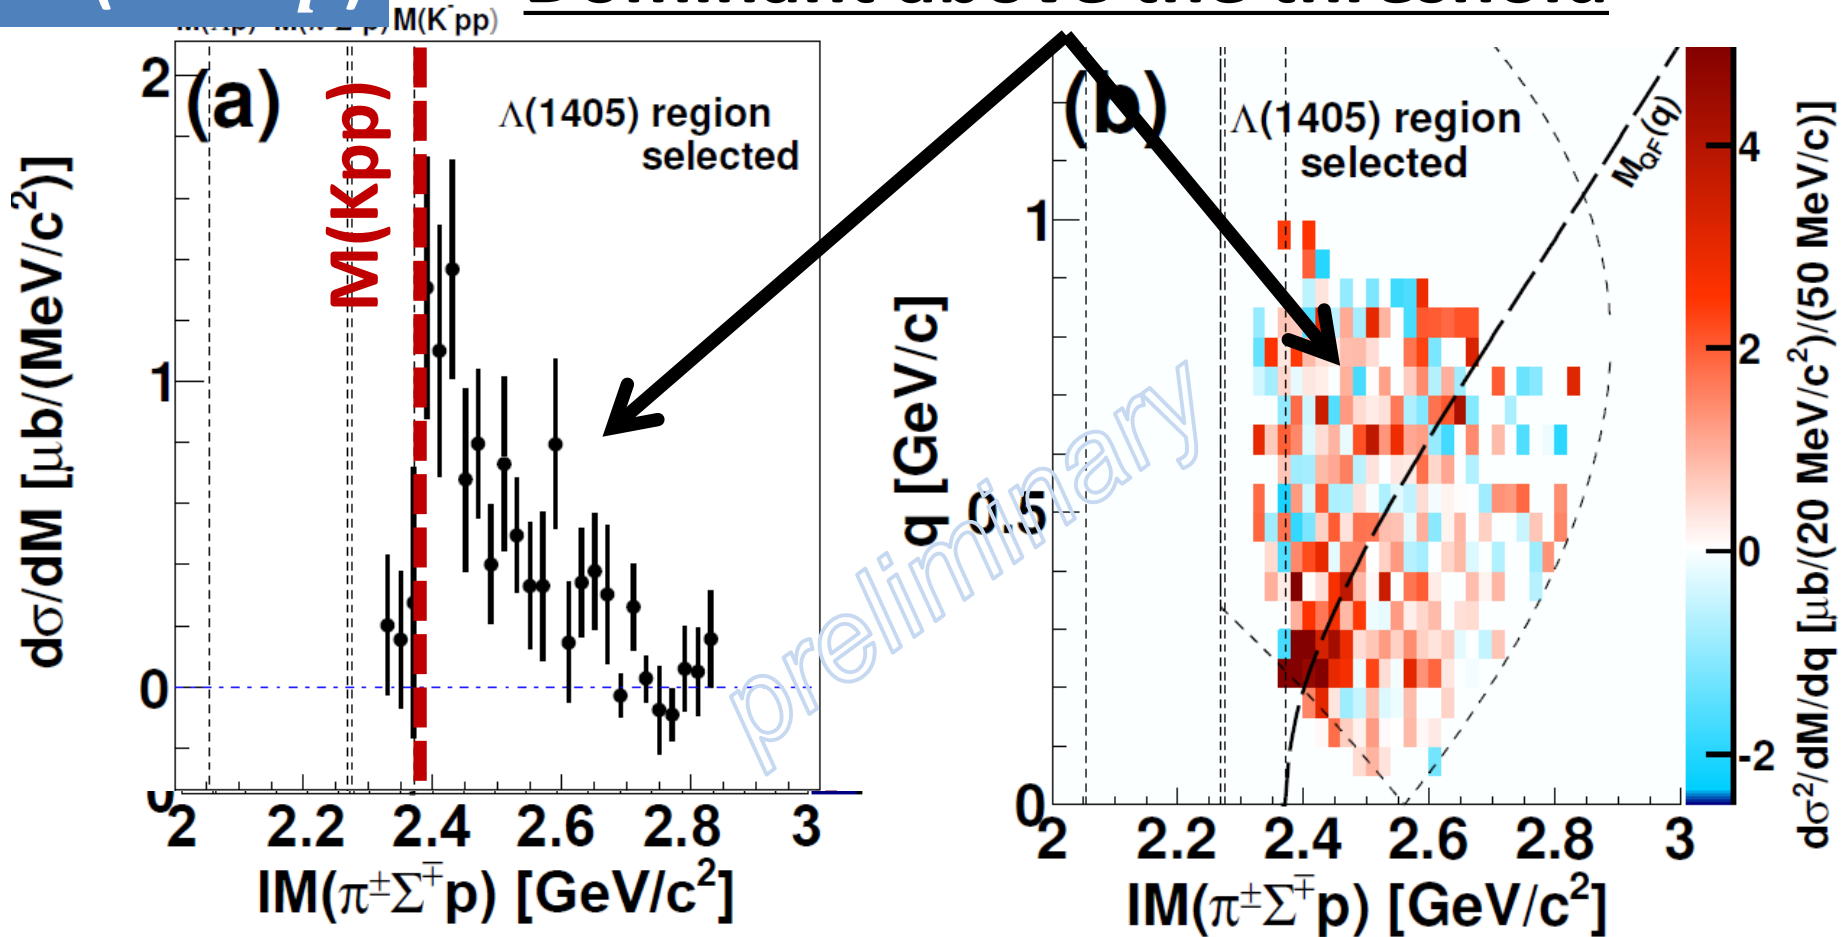 Dominant above the threshold
M(Λp) M(π Σ p) M(K⁻pp)
(a)
Λ(1405) region
selected
M(Kpp)
2
1
0
dσ/dM [μb/(MeV/c²)]
0
2 2.2 2.4 2.6 2.8 3
IM(π±Σ∓p) [GeV/c²]
(b)
Λ(1405) region
selected
M_QF(q)
1
0.5
0
q [GeV/c]
2 2.2 2.4 2.6 2.8 3
IM(π±Σ∓p) [GeV/c²]
4
2
0
-2
dσ²/dM/dq [μb/(20 MeV/c²)/(50 MeV/c)]
preliminary